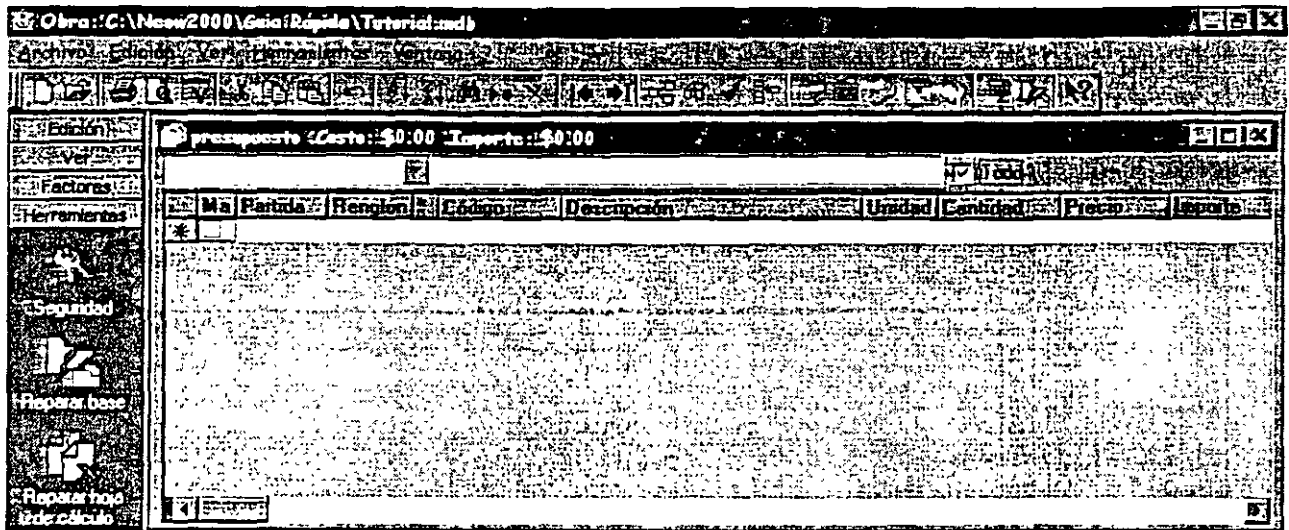 Obra: C:\Neow2000\Guia Rápida\Tutorial.mdb
Archivo Edición Ver Herramientas Ventana ?
Edición
Ver
Factores
Herramientas
Seguridad
Reparar base
Reparar hoja
de cálculo
presupuesto Costo: $0.00 Importe: $0.00
Todo
Ma Partida Renglon Código Descripción Unidad Cantidad Precio Importe